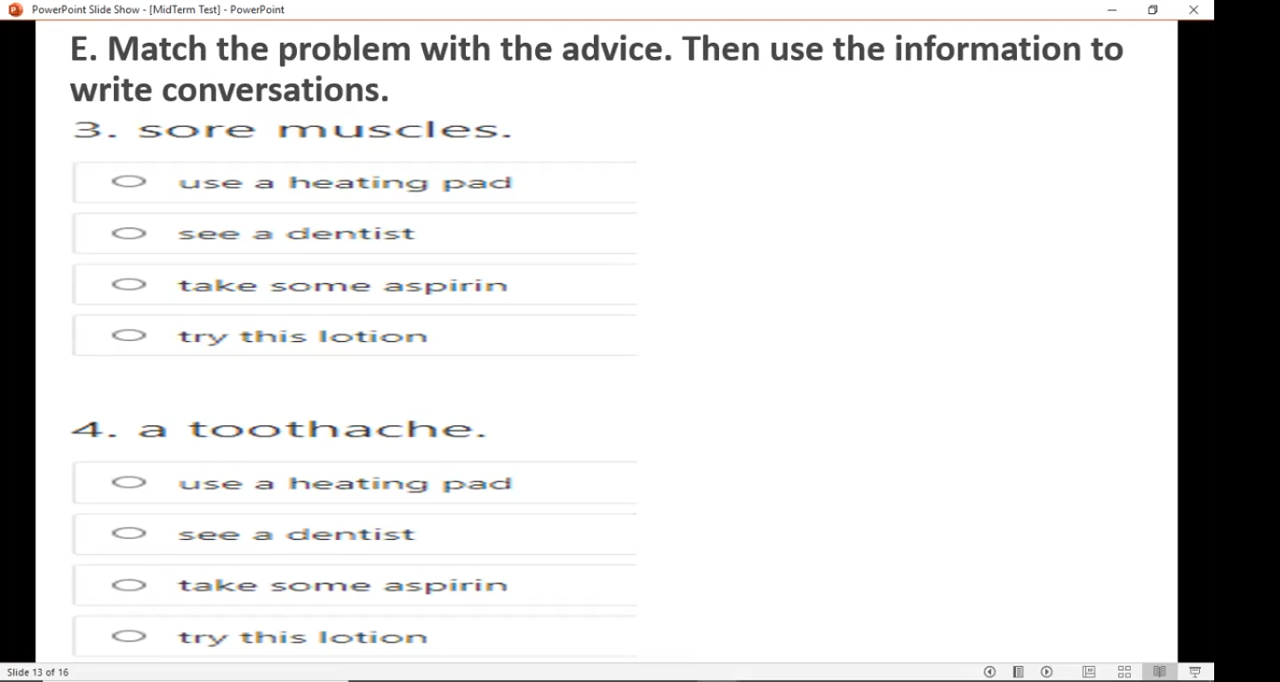 PowerPoint Slide Show - [MidTerm Test] - PowerPoint
E. Match the problem with the advice. Then use the information to
write conversations.
3. sore muscles.
use a heating pad
see a dentist
take some aspirin
try this lotion
4. a toothache.
use a heating pad
see a dentist
take some aspirin
try this lotion
Slide 13 of 16